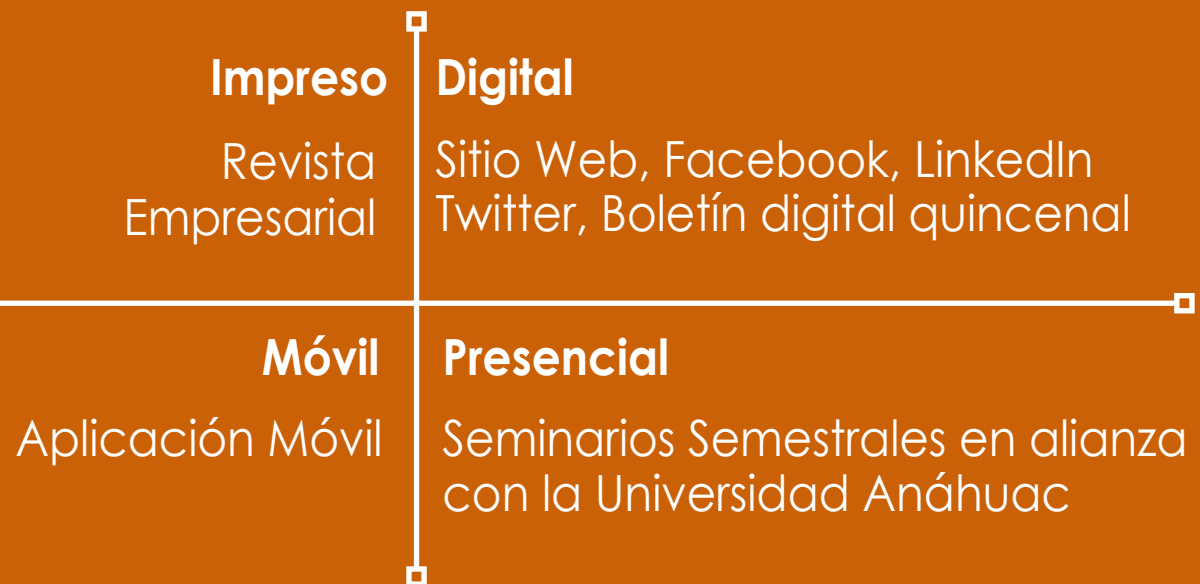 Impreso
Revista
Empresarial
Digital
Sitio Web, Facebook, LinkedIn
Twitter, Boletín digital quincenal
Móvil
Aplicación Móvil
Presencial
Seminarios Semestrales en alianza
con la Universidad Anáhuac